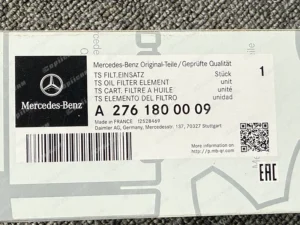 Mercedes-Benz Original-Teile / Geprüfte Qualität
TS FILT.EINSATZ Stück
TS OIL FILTER ELEMENT unit
TS CART. FILTRE A HUILE unité
TS ELEMENTO DEL FILTRO unidad
1
Mercedes-Benz
A 276 180 00 09
Made in FRANCE 12528469
Daimler AG, Germany, Mercedesstr. 137, 70327 Stuttgart
EAC